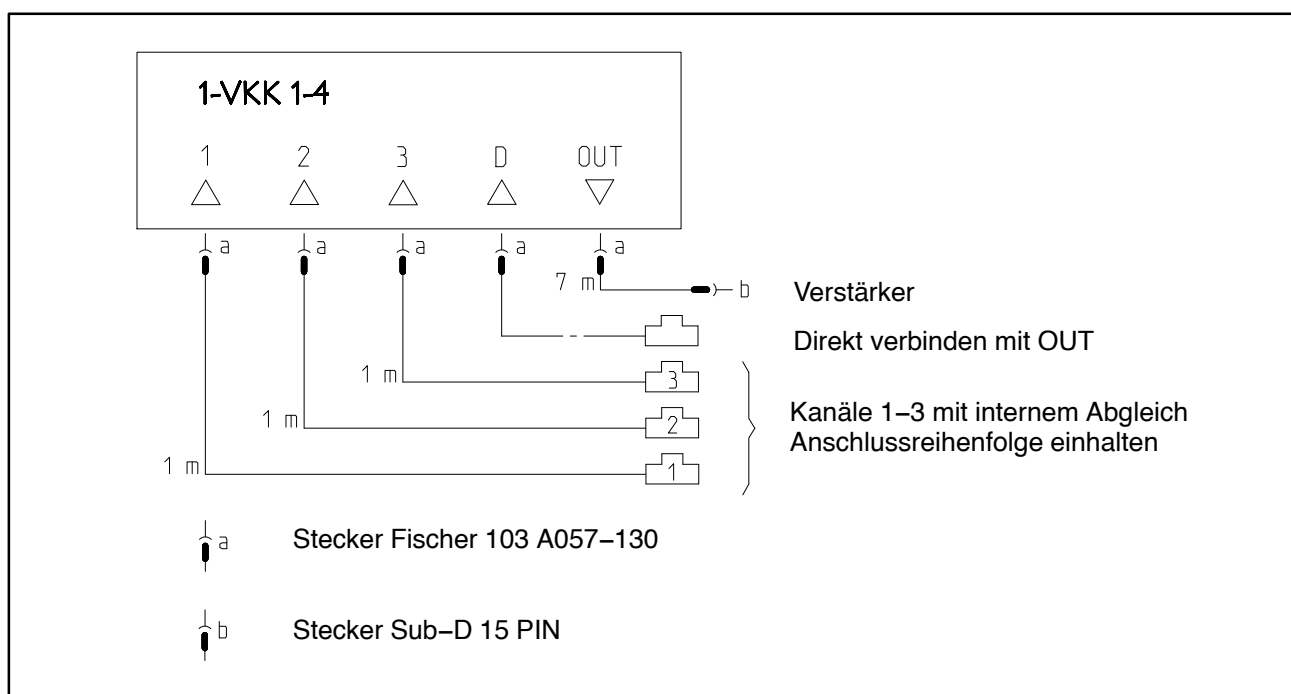 1-VKK 1-4
1 2 3 D OUT
a a a a a
7 m b Verstärker
Direkt verbinden mit OUT
1 m 3
1 m 2
1 m 1
Kanäle 1–3 mit internem Abgleich
Anschlussreihenfolge einhalten
a Stecker Fischer 103 A057–130
b Stecker Sub–D 15 PIN